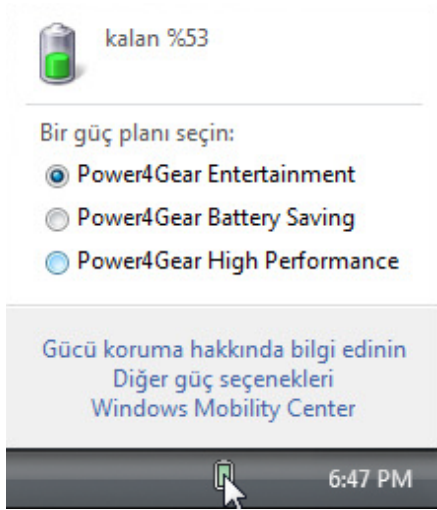 kalan %53
Bir güç planı seçin:
Power4Gear Entertainment
Power4Gear Battery Saving
Power4Gear High Performance
Gücü koruma hakkında bilgi edinin
Diğer güç seçenekleri
Windows Mobility Center
6:47 PM